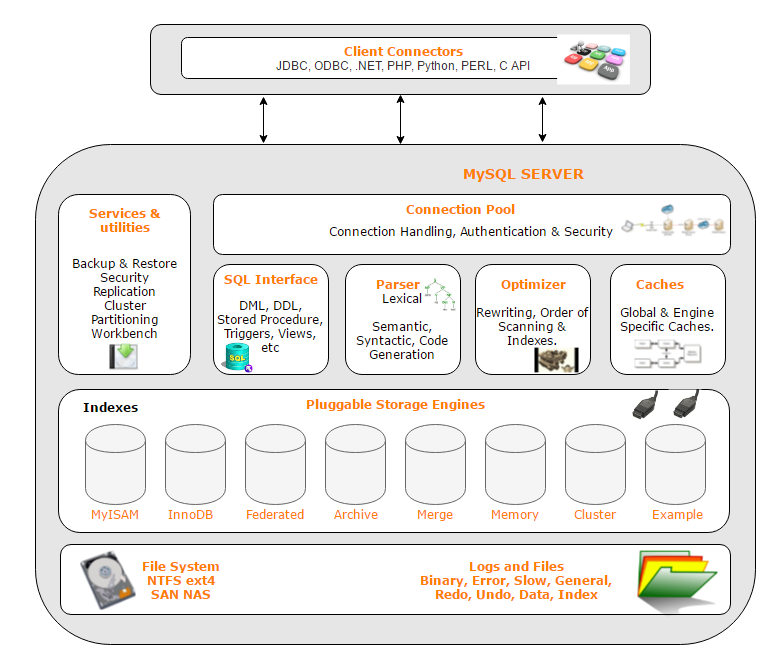 Client Connectors
JDBC, ODBC, .NET, PHP, Python, PERL, C API
App
MySQL SERVER
Services &
utilities
Backup & Restore
Security
Replication
Cluster
Partitioning
Workbench
Connection Pool
Connection Handling, Authentication & Security
SQL Interface
DML, DDL,
Stored Procedure,
Triggers, Views,
etc
SQL
Parser
Lexical
Semantic,
Syntactic, Code
Generation
Optimizer
Rewriting, Order of
Scanning &
Indexes.
Caches
Global & Engine
Specific Caches.
Indexes
Pluggable Storage Engines
MyISAM
InnoDB
Federated
Archive
Merge
Memory
Cluster
Example
File System
NTFS ext4
SAN NAS
Logs and Files
Binary, Error, Slow, General,
Redo, Undo, Data, Index